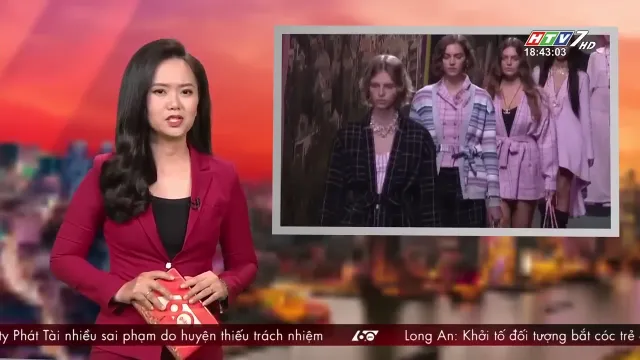 HTV7 HD
18:43:03
ty Phát Tài nhiều sai phạm do huyện thiếu trách nhiệm 60 Long An: Khởi tố đối tượng bắt cóc trẻ